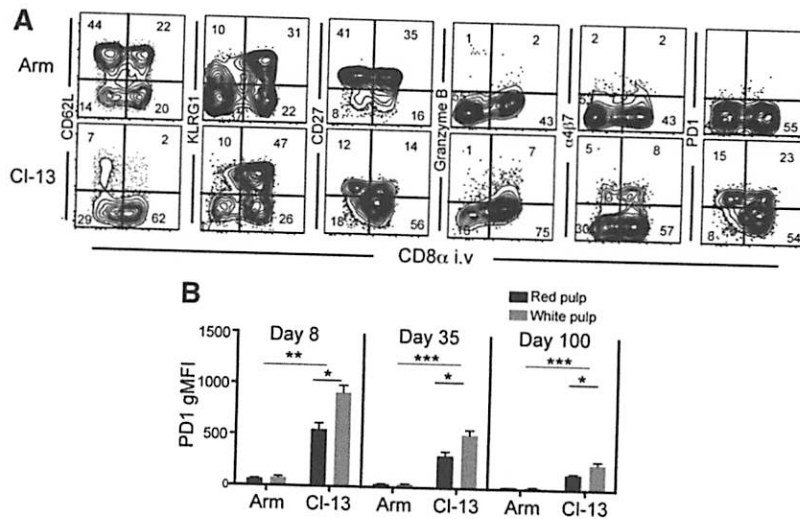 A
Arm
CD62L
44 22
14 20
KLRG1
10 31
22
CD27
41 35
8 16
Granzyme B
1 2
43
α4β7
2 2
43
PD1
55
Cl-13
7 2
29 62
10 47
26
12 14
18 56
1 7
75
5 8
30 57
15 23
8 54
CD8α i.v
B
Red pulp
White pulp
PD1 gMFI
1500
1000
500
0
Day 8 Day 35 Day 100
** *** ***
* * *
Arm Cl-13 Arm Cl-13 Arm Cl-13